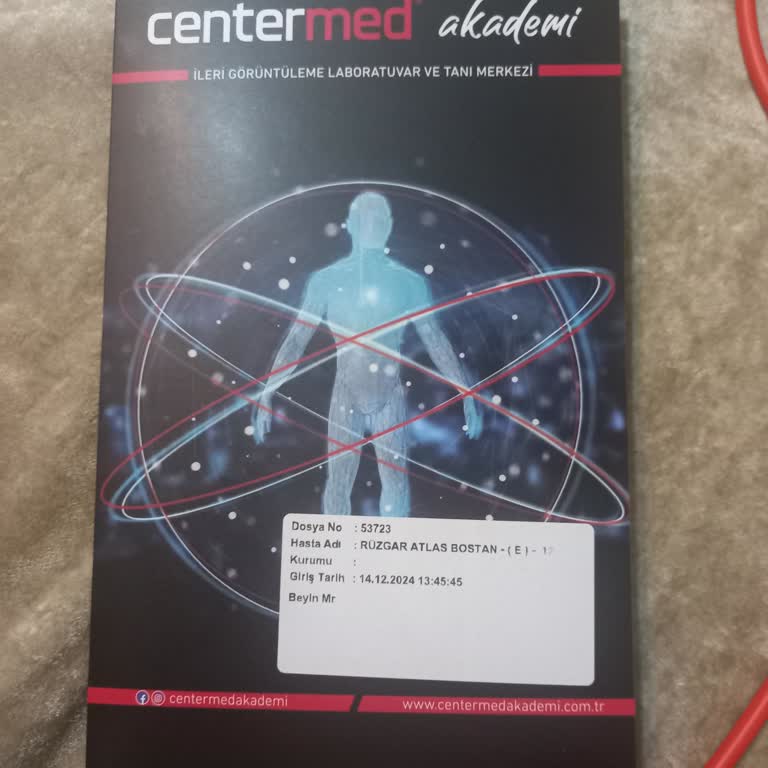 centermed akademi
İLERİ GÖRÜNTÜLEME LABORATUVAR VE TANI MERKEZİ
Dosya No : 53723
Hasta Adı : RÜZGAR ATLAS BOSTAN - ( E ) -
Kurumu :
Giriş Tarih : 14.12.2024 13:45:45
Beyin Mr
centermedakademi
www.centermedakademi.com.tr